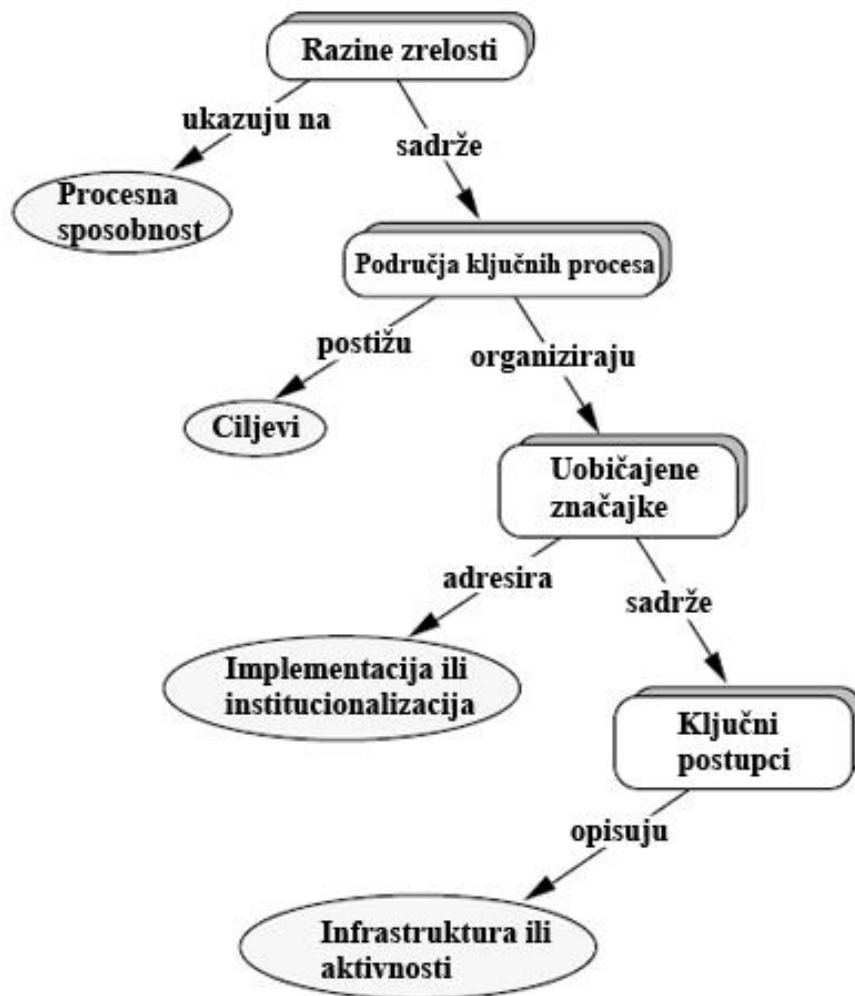 Razine zrelosti
ukazuju na
sadrže
Procesna
sposobnost
Područja ključnih procesa
postižu
organiziraju
Ciljevi
Uobičajene
značajke
adresira
sadrže
Implementacija ili
institucionalizacija
Ključni
postupci
opisuju
Infrastruktura ili
aktivnosti